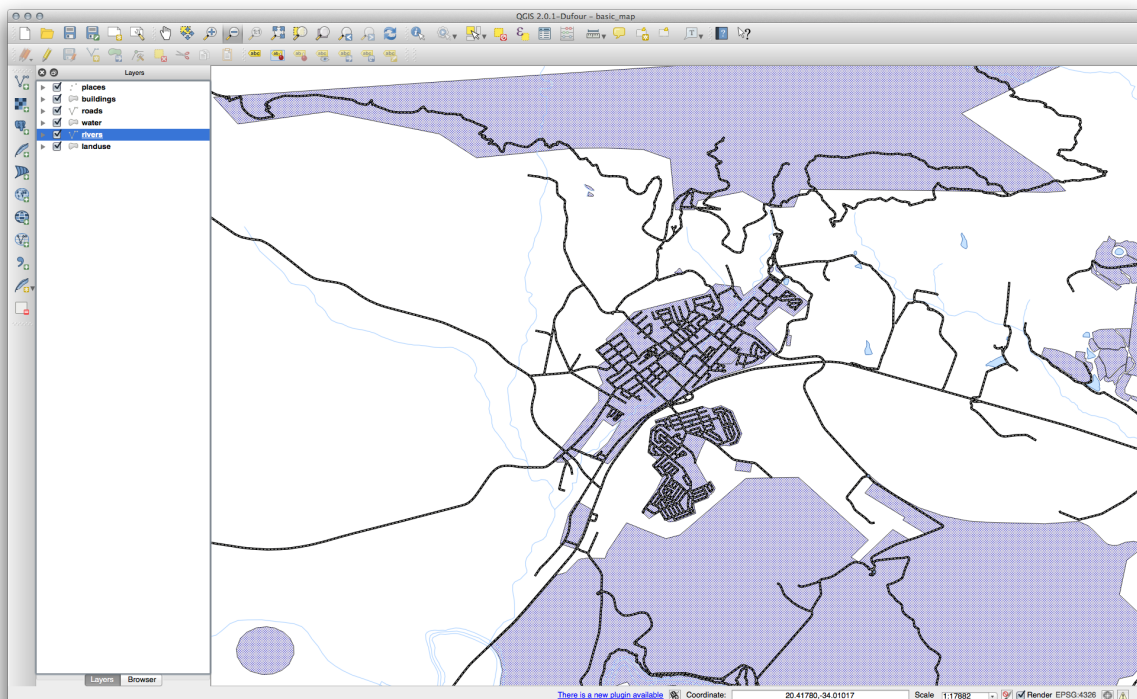 QGIS 2.0.1-Dufour - basic_map
Layers
places
buildings
roads
water
rivers
landuse
Layers Browser
There is a new plugin available Coordinate: 20.41780,-34.01017 Scale 1:17882 Render EPSG:4326